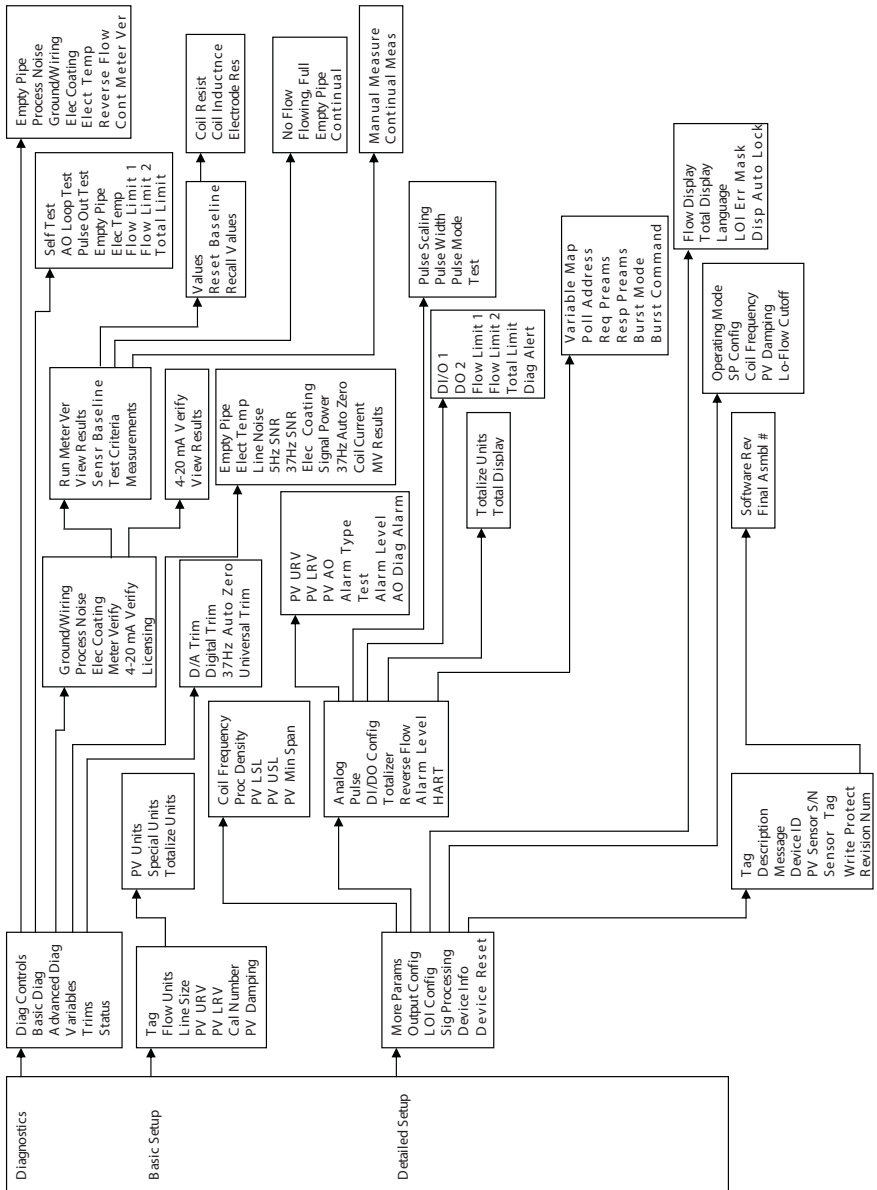 Diagnostics
Basic Setup
Detailed Setup
Diag Controls
Basic Diag
Advanced Diag
Variables
Trims
Status
Tag
Flow Units
Line Size
PV URV
PV LRV
Cal Number
PV Damping
More Params
Output Config
LOI Config
Sig Processing
Device Info
Device Reset
PV Units
Special Units
Totalize Units
Coil Frequency
Proc Density
PV LSL
PV USL
PV Min Span
Analog
Pulse
DI/DO Config
Totalizer
Reverse Flow
Alarm Level
HART
Tag
Description
Message
Device ID
PV Sensor S/N
Sensor Tag
Write Protect
Revision Num
Ground/Wiring
Process Noise
Elec Coating
Meter Verify
4-20 mA Verify
Licensing
D/A Trim
Digital Trim
37Hz Auto Zero
Universal Trim
PV URV
PV LRV
PV AO
Alarm Type
Test
Alarm Level
AO Diag Alarm
Run Meter Ver
View Results
Sensr Baseline
Test Criteria
Measurements
4-20 mA Verify
View Results
Empty Pipe
Elect Temp
Line Noise
5Hz SNR
37Hz SNR
Elec Coating
Signal Power
37Hz Auto Zero
Coil Current
MV Results
Totalize Units
Total Display
Software Rev
Final Asmbl #
Self Test
AO Loop Test
Pulse Out Test
Empty Pipe
Elec Temp
Flow Limit 1
Flow Limit 2
Total Limit
Values
Reset Baseline
Recall Values
DI/O 1
DO 2
Flow Limit 1
Flow Limit 2
Total Limit
Diag Alert
Pulse Scaling
Pulse Width
Pulse Mode
Test
Variable Map
Poll Address
Req Preams
Resp Preams
Burst Mode
Burst Command
Operating Mode
SP Config
Coil Frequency
PV Damping
Lo-Flow Cutoff
Empty Pipe
Process Noise
Ground/Wiring
Elec Coating
Elect Temp
Reverse Flow
Cont Meter Ver
Coil Resist
Coil Inductnce
Electrode Res
No Flow
Flowing, Full
Empty Pipe
Continual
Manual Measure
Continual Meas
Flow Display
Total Display
Language
LOI Err Mask
Disp Auto Lock